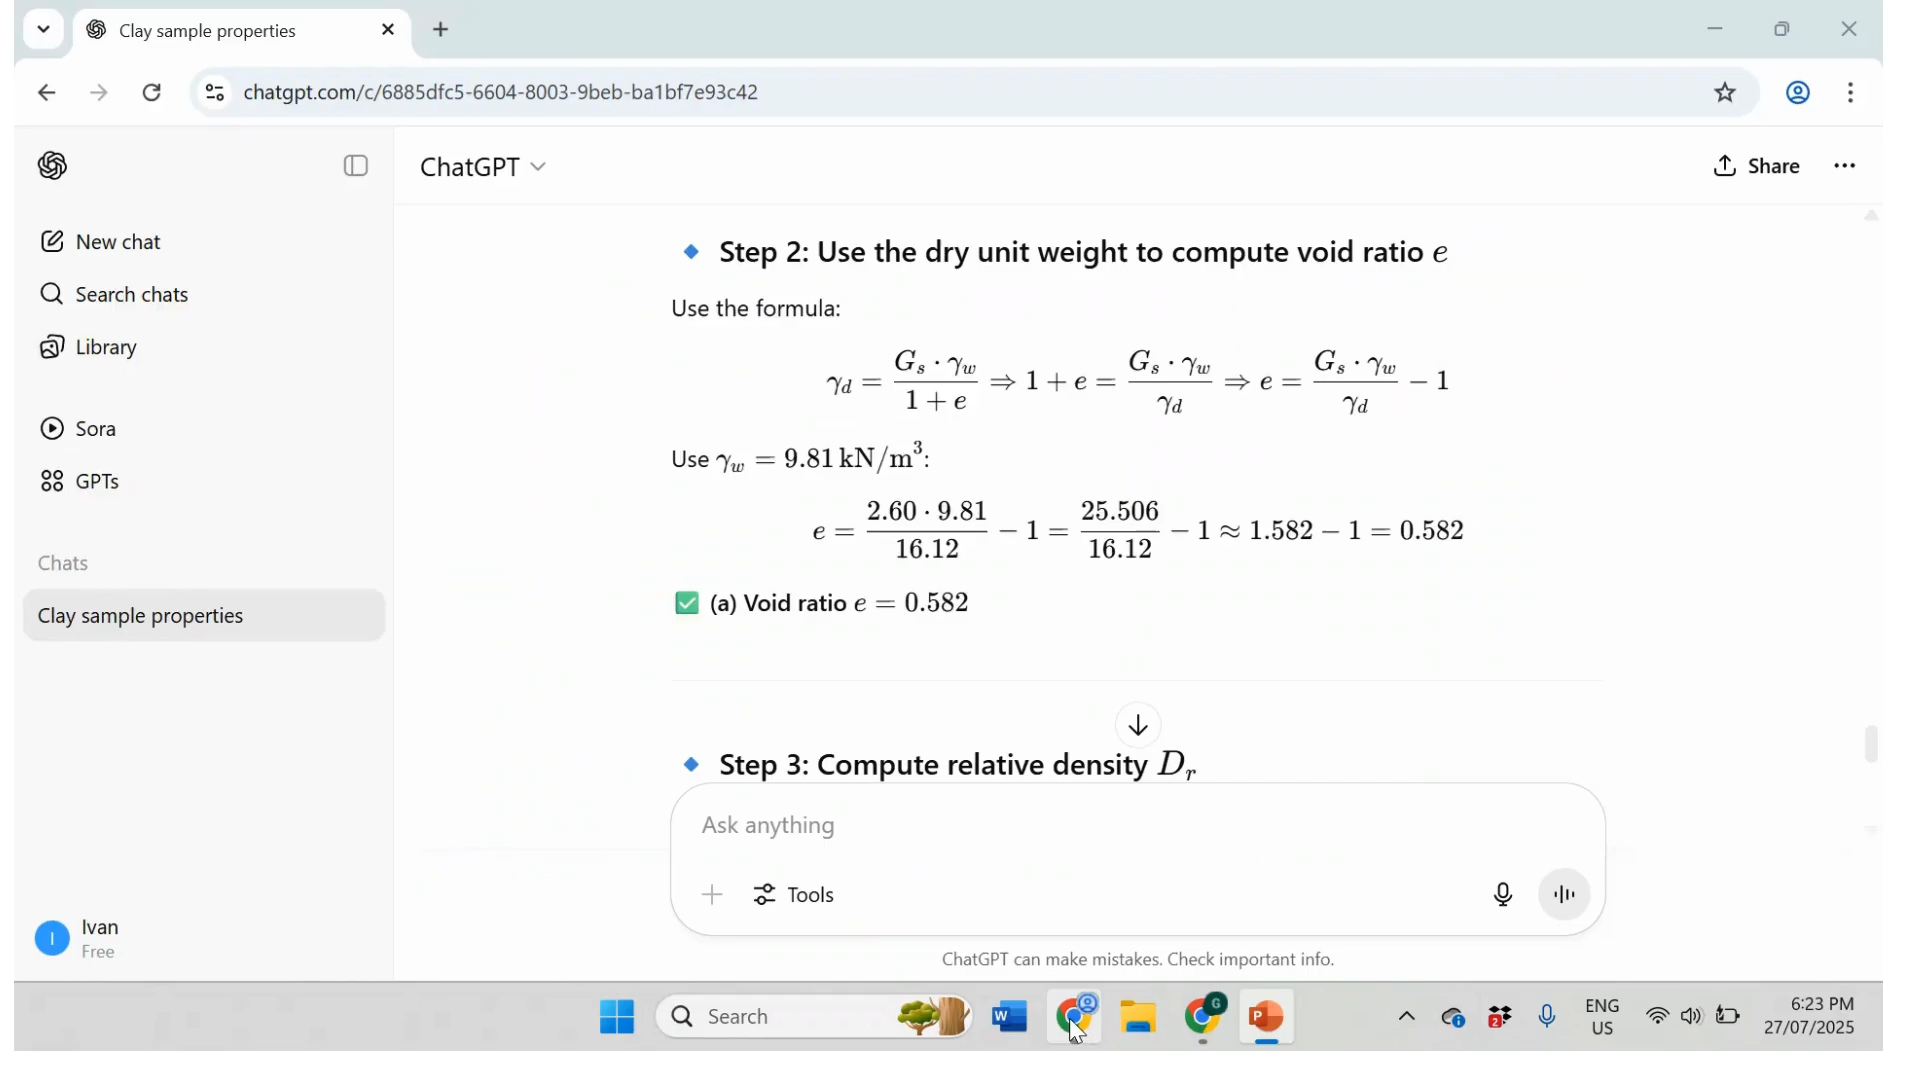 Clay sample properties
chatgpt.com/c/6885dfc5-6604-8003-9beb-ba1bf7e93c42
ChatGPT
Share
New chat
Search chats
Library
Sora
GPTs
Chats
Clay sample properties
Ivan
Free
Step 2: Use the dry unit weight to compute void ratio e
Use the formula:
γd = Gs · γw / 1 + e ⇒ 1 + e = Gs · γw / γd ⇒ e = Gs · γw / γd − 1
Use γw = 9.81 kN/m³:
e = 2.60 · 9.81 / 16.12 − 1 = 25.506 / 16.12 − 1 ≈ 1.582 − 1 = 0.582
(a) Void ratio e = 0.582
Step 3: Compute relative density Dr
Ask anything
Tools
ChatGPT can make mistakes. Check important info.
Search
W
G
P
2
ENG
US
6:23 PM
27/07/2025
I